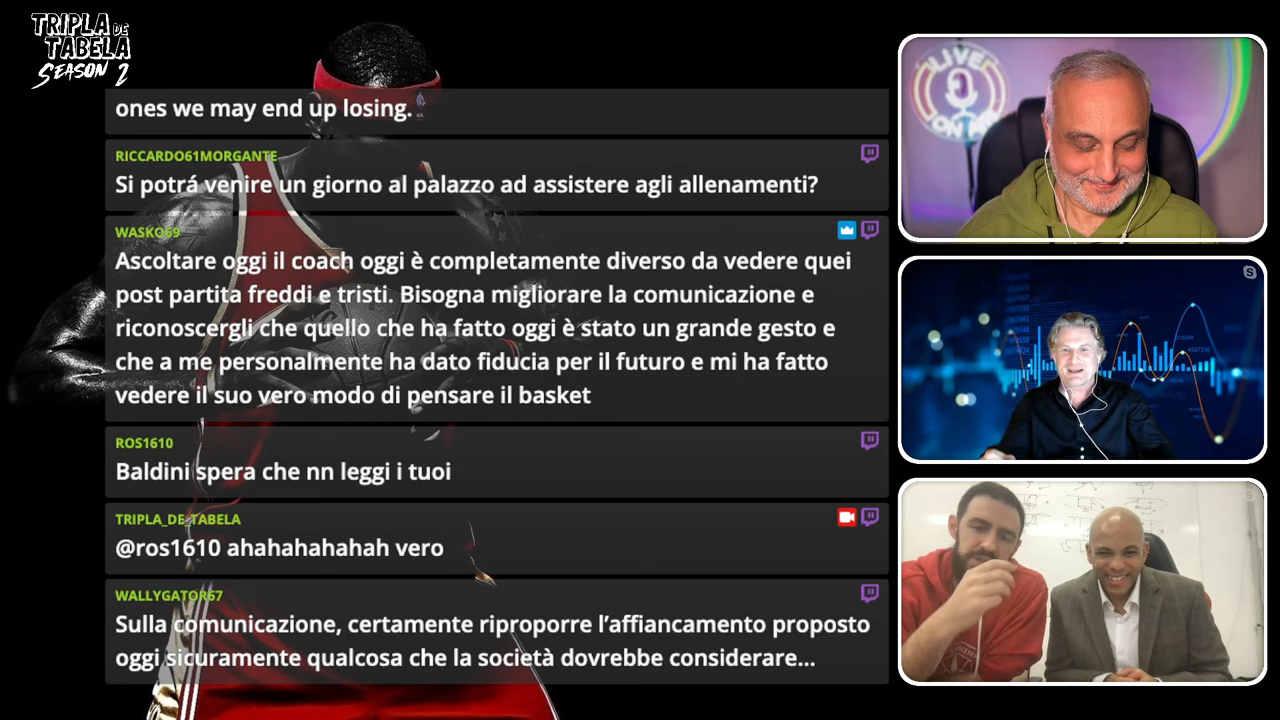 TRIPLA DE
TABELA
SEASON 2
ones we may end up losing.
RICCARDO61MORGANTE
Si potrá venire un giorno al palazzo ad assistere agli allenamenti?
WASKO69
Ascoltare oggi il coach oggi è completamente diverso da vedere quei
post partita freddi e tristi. Bisogna migliorare la comunicazione e
riconoscergli che quello che ha fatto oggi è stato un grande gesto e
che a me personalmente ha dato fiducia per il futuro e mi ha fatto
vedere il suo vero modo di pensare il basket
ROS1610
Baldini spera che nn leggi i tuoi
TRIPLA_DE_TABELA
@ros1610 ahahahahahah vero
WALLYGATOR67
Sulla comunicazione, certamente riproporre l’affiancamento proposto
oggi sicuramente qualcosa che la società dovrebbe considerare...
LIVE
ON AIR